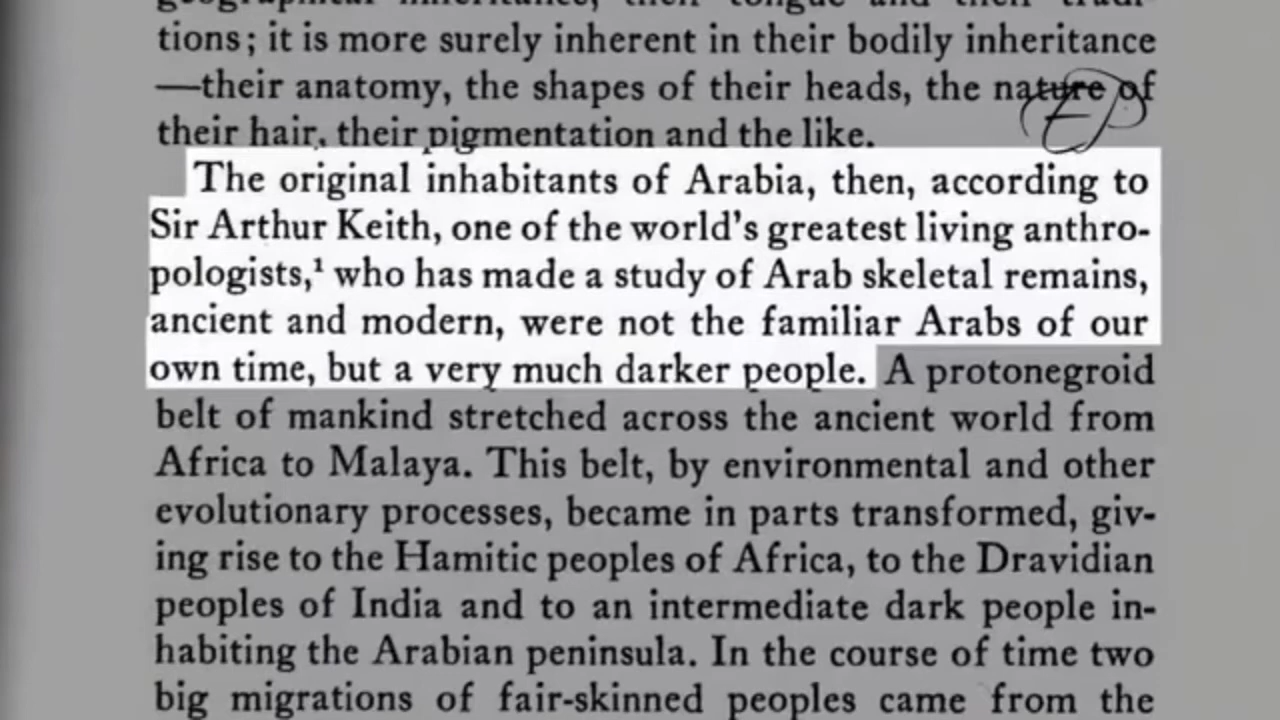 geographical inheritance, their tongue and their tradi-
tions; it is more surely inherent in their bodily inheritance
—their anatomy, the shapes of their heads, the nature of
their hair, their pigmentation and the like.
The original inhabitants of Arabia, then, according to
Sir Arthur Keith, one of the world's greatest living anthro-
pologists,¹ who has made a study of Arab skeletal remains,
ancient and modern, were not the familiar Arabs of our
own time, but a very much darker people. A protonegroid
belt of mankind stretched across the ancient world from
Africa to Malaya. This belt, by environmental and other
evolutionary processes, became in parts transformed, giv-
ing rise to the Hamitic peoples of Africa, to the Dravidian
peoples of India and to an intermediate dark people in-
habiting the Arabian peninsula. In the course of time two
big migrations of fair-skinned peoples came from the